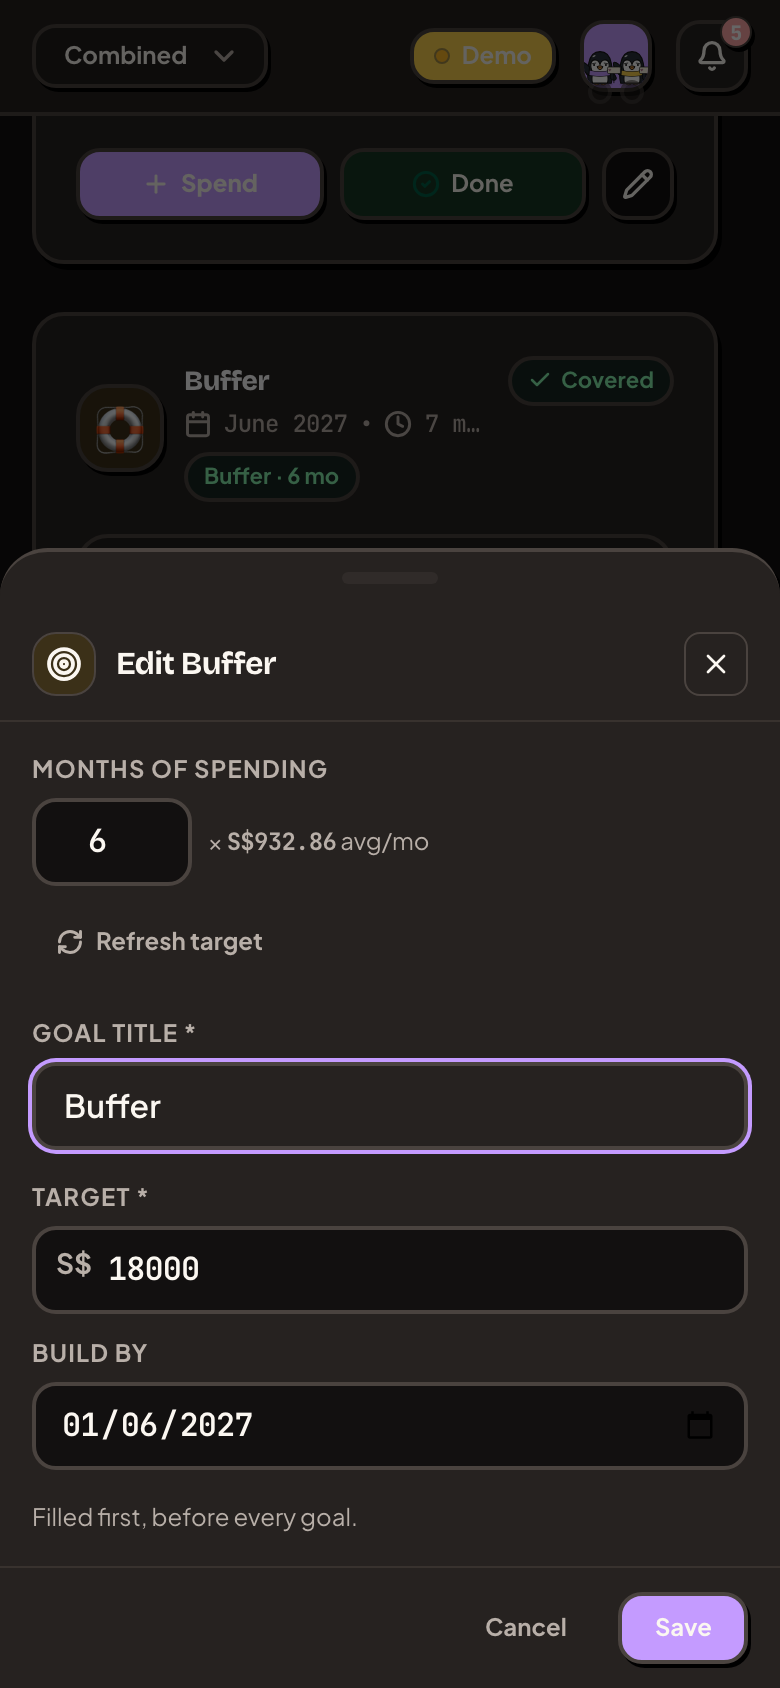 Combined
Demo
5
+ Spend
Done
Buffer
Covered
June 2027 • 7 m…
Buffer · 6 mo
Edit Buffer
MONTHS OF SPENDING
6
× S$932.86 avg/mo
Refresh target
GOAL TITLE *
Buffer
TARGET *
S$ 18000
BUILD BY
01/06/2027
Filled first, before every goal.
Cancel
Save